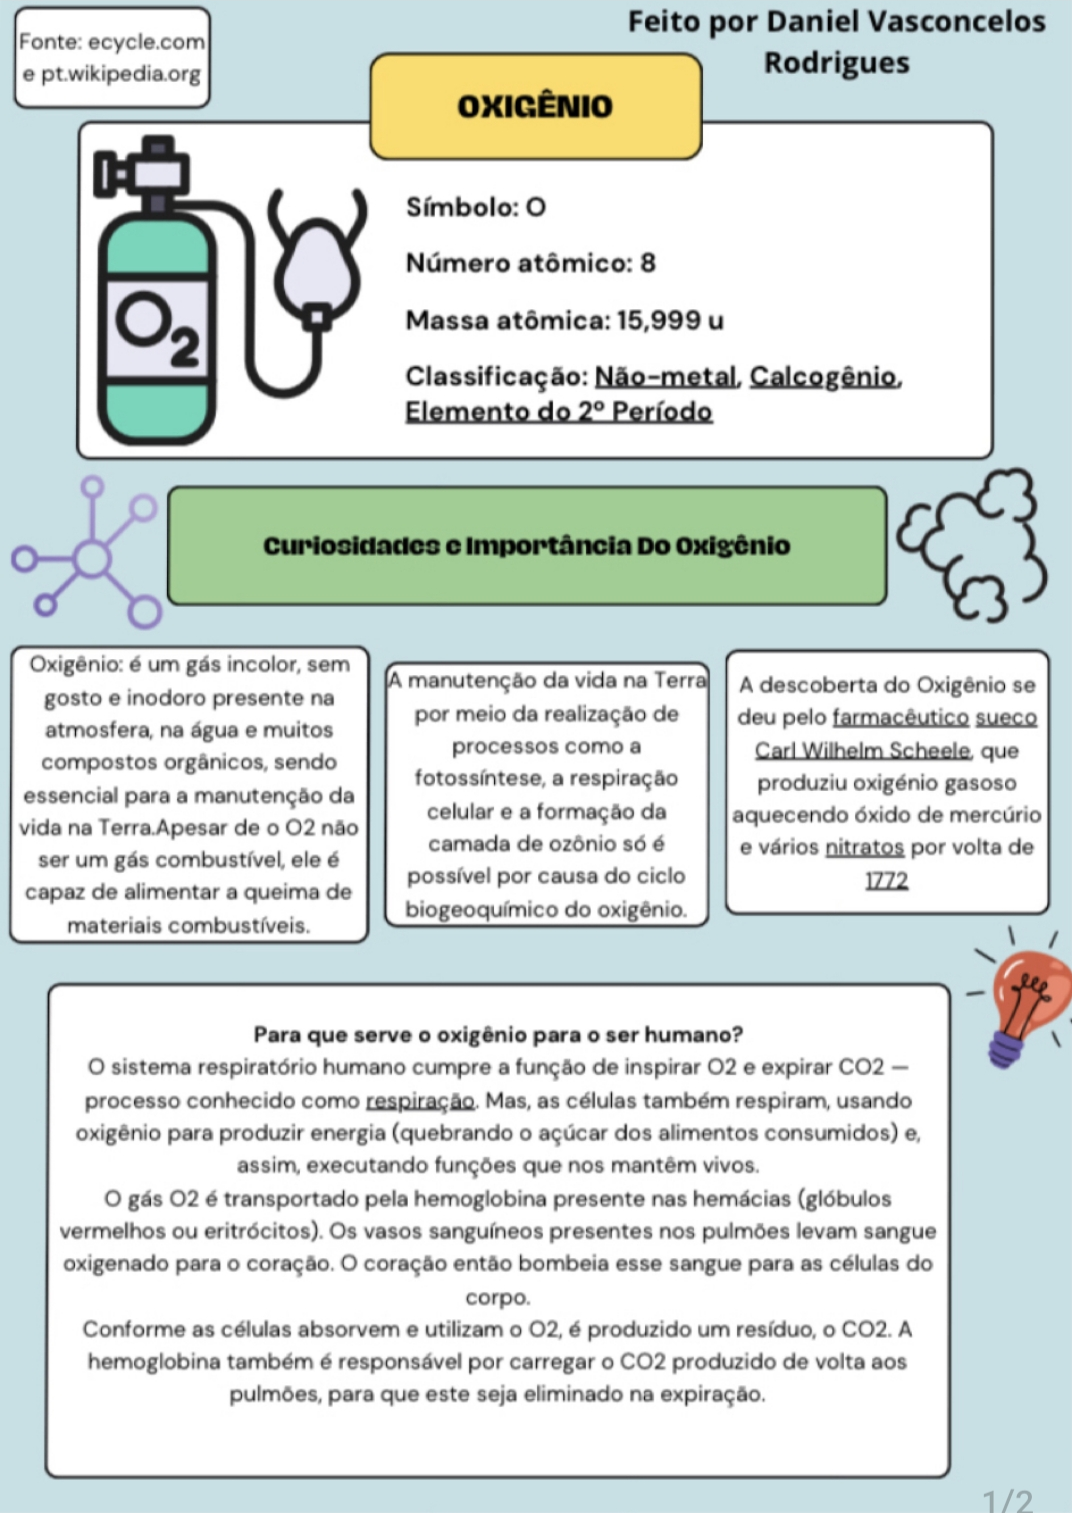 Fonte: ecycle.com
e pt.wikipedia.org
Feito por Daniel Vasconcelos
Rodrigues
OXIGÊNIO
O2
Símbolo: O
Número atômico: 8
Massa atômica: 15,999 u
Classificação: Não-metal, Calcogênio,
Elemento do 2º Período
Curiosidades e Importância Do Oxigênio
Oxigênio: é um gás incolor, sem
gosto e inodoro presente na
atmosfera, na água e muitos
compostos orgânicos, sendo
essencial para a manutenção da
vida na Terra.Apesar de o O2 não
ser um gás combustível, ele é
capaz de alimentar a queima de
materiais combustíveis.
A manutenção da vida na Terra
por meio da realização de
processos como a
fotossíntese, a respiração
celular e a formação da
camada de ozônio só é
possível por causa do ciclo
biogeoquímico do oxigênio.
A descoberta do Oxigênio se
deu pelo farmacêutico sueco
Carl Wilhelm Scheele, que
produziu oxigénio gasoso
aquecendo óxido de mercúrio
e vários nitratos por volta de
1772
Para que serve o oxigênio para o ser humano?
O sistema respiratório humano cumpre a função de inspirar O2 e expirar CO2 —
processo conhecido como respiração. Mas, as células também respiram, usando
oxigênio para produzir energia (quebrando o açúcar dos alimentos consumidos) e,
assim, executando funções que nos mantêm vivos.
O gás O2 é transportado pela hemoglobina presente nas hemácias (glóbulos
vermelhos ou eritrócitos). Os vasos sanguíneos presentes nos pulmões levam sangue
oxigenado para o coração. O coração então bombeia esse sangue para as células do
corpo.
Conforme as células absorvem e utilizam o O2, é produzido um resíduo, o CO2. A
hemoglobina também é responsável por carregar o CO2 produzido de volta aos
pulmões, para que este seja eliminado na expiração.
1/2